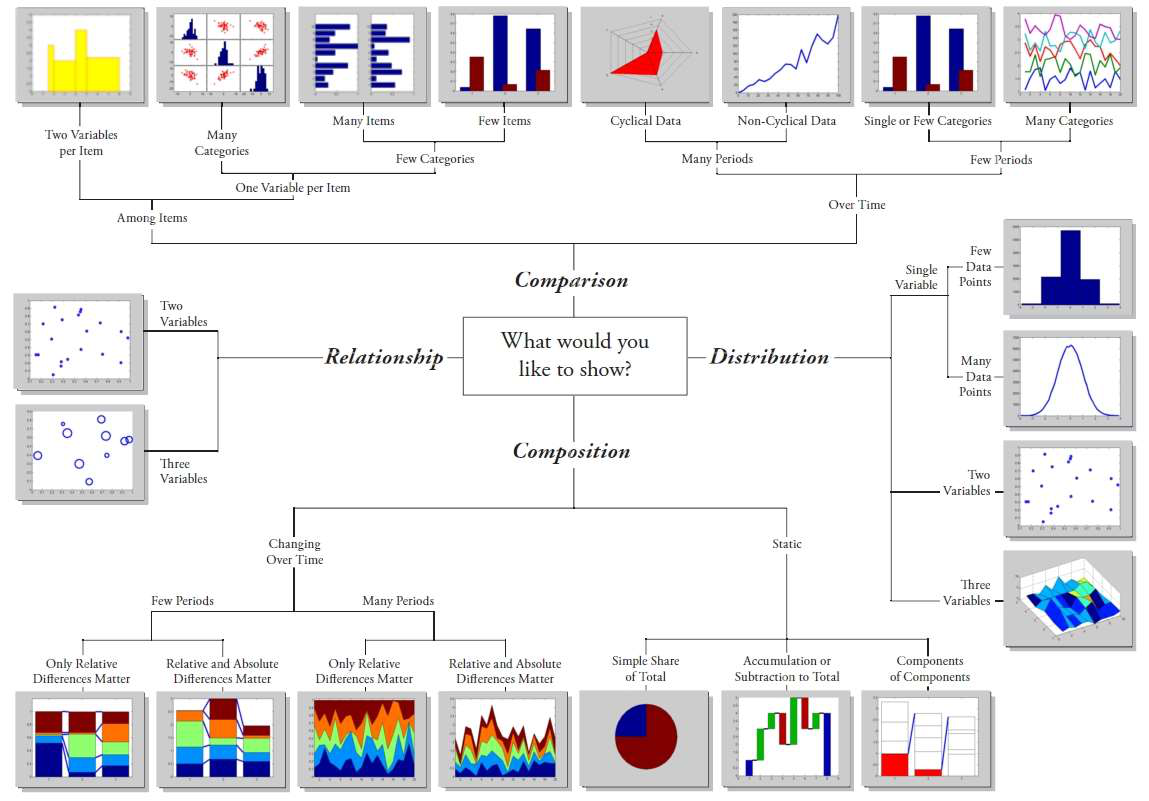 Two Variables
per Item
Many
Categories
Many Items
Few Items
Cyclical Data
Non-Cyclical Data
Single or Few Categories
Many Categories
Few Categories
Many Periods
Few Periods
One Variable per Item
Among Items
Over Time
Comparison
Few
Data
Points
Single
Variable
Two
Variables
What would you
like to show?
Relationship
Distribution
Many
Data
Points
Three
Variables
Composition
Two
Variables
Changing
Over Time
Static
Three
Variables
Few Periods
Many Periods
Only Relative
Differences Matter
Relative and Absolute
Differences Matter
Only Relative
Differences Matter
Relative and Absolute
Differences Matter
Simple Share
of Total
Accumulation or
Subtraction to Total
Components
of Components